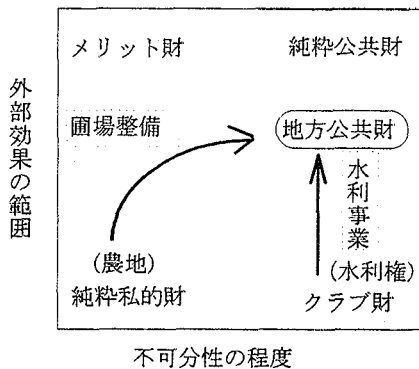 外部効果の範囲
メリット財
純粋公共財
圃場整備
地方公共財
水利事業
(農地)
純粋私的財
(水利権)
クラブ財
不可分性の程度